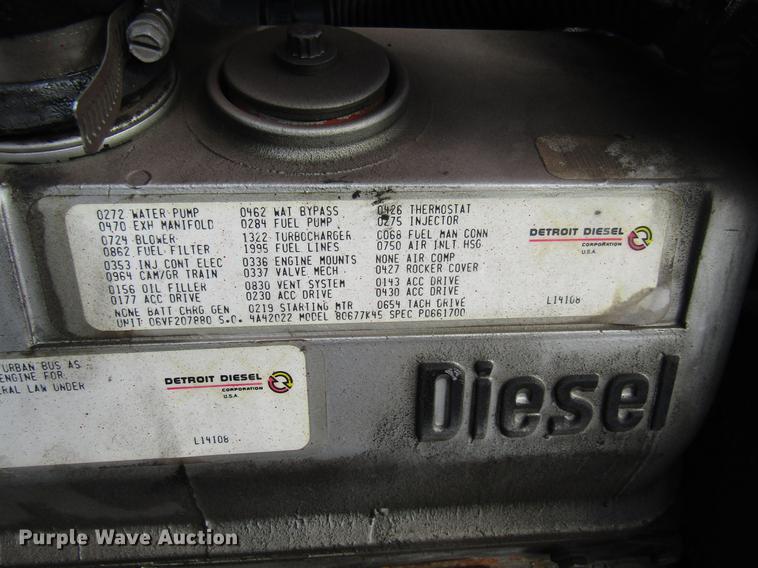 0272 WATER PUMP 0462 WAT BYPASS 0426 THERMOSTAT
0470 EXH MANIFOLD 0284 FUEL PUMP 0275 INJECTOR
0724 BLOWER 1322 TURBOCHARGER C068 FUEL MAN CONN
0862 FUEL FILTER 1995 FUEL LINES 0750 AIR INLT HSG
0353 INJ CONT ELEC 0336 ENGINE MOUNTS NONE AIR COMP
0964 CAM/GR TRAIN 0337 VALVE MECH 0427 ROCKER COVER
0156 OIL FILLER 0830 VENT SYSTEM 0143 ACC DRIVE
0177 ACC DRIVE 0230 ACC DRIVE 0430 ACC DRIVE
NONE BATT CHRG GEN 0219 STARTING MTR 0654 TACH DRIVE
UNIT 06VF207880 S.O. 4A42022 MODEL 80677K45 SPEC P0661700
DETROIT DIESEL
CORPORATION
U.S.A.
L14108
TURBAN BUS AS
ENGINE FOR
ERAL LAW UNDER
DETROIT DIESEL
CORPORATION
U.S.A.
L14108
Diesel
Purple Wave Auction